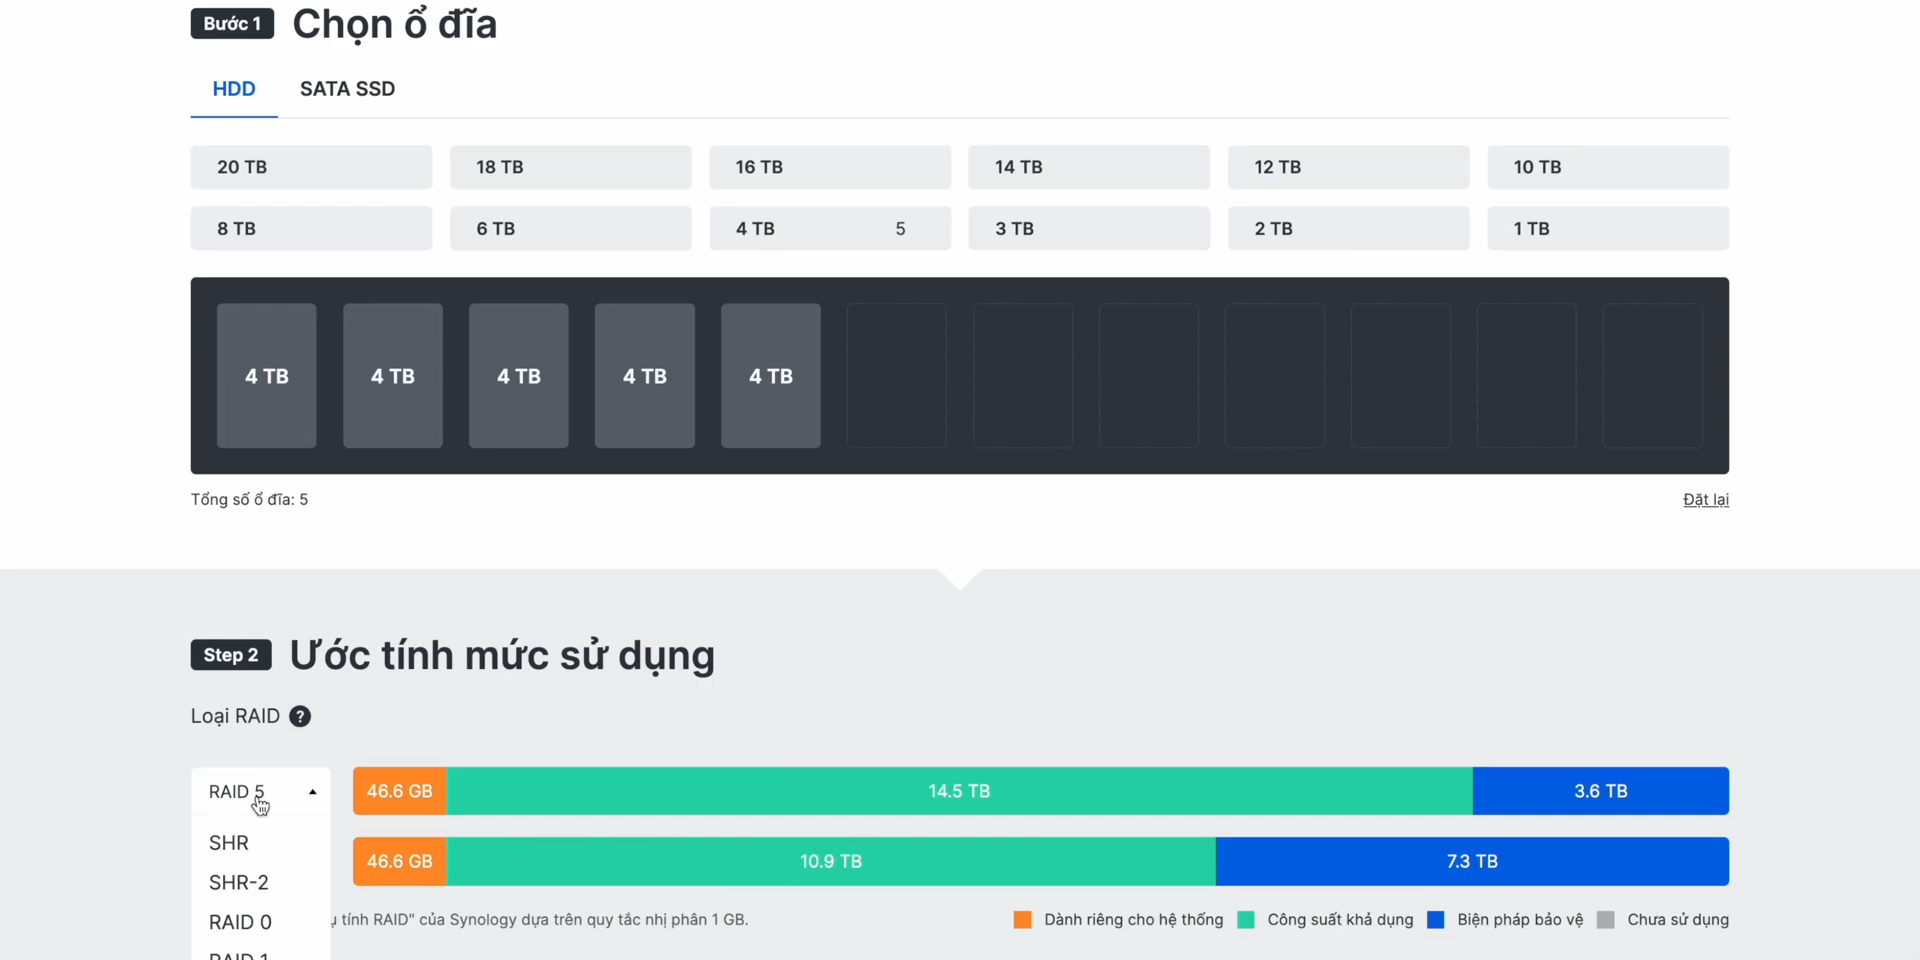 Bước 1 Chọn ổ đĩa
HDD SATA SSD
20 TB 18 TB 16 TB 14 TB 12 TB 10 TB
8 TB 6 TB 4 TB 5 3 TB 2 TB 1 TB
4 TB 4 TB 4 TB 4 TB 4 TB
Tổng số ổ đĩa: 5 Đặt lại
Step 2 Ước tính mức sử dụng
Loại RAID ?
RAID 5 46.6 GB 14.5 TB 3.6 TB
SHR
46.6 GB 10.9 TB 7.3 TB
SHR-2
RAID 0
tính RAID" của Synology dựa trên quy tắc nhị phân 1 GB. Dành riêng cho hệ thống Công suất khả dụng Biện pháp bảo vệ Chưa sử dụng
RAID 1